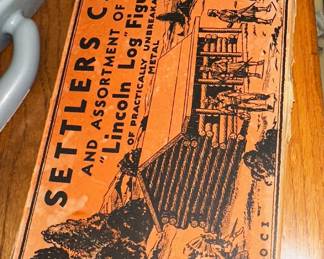 SETTLERS
AND ASSORTMENT OF
"Lincoln Log"
OF PRACTICALLY
METAL